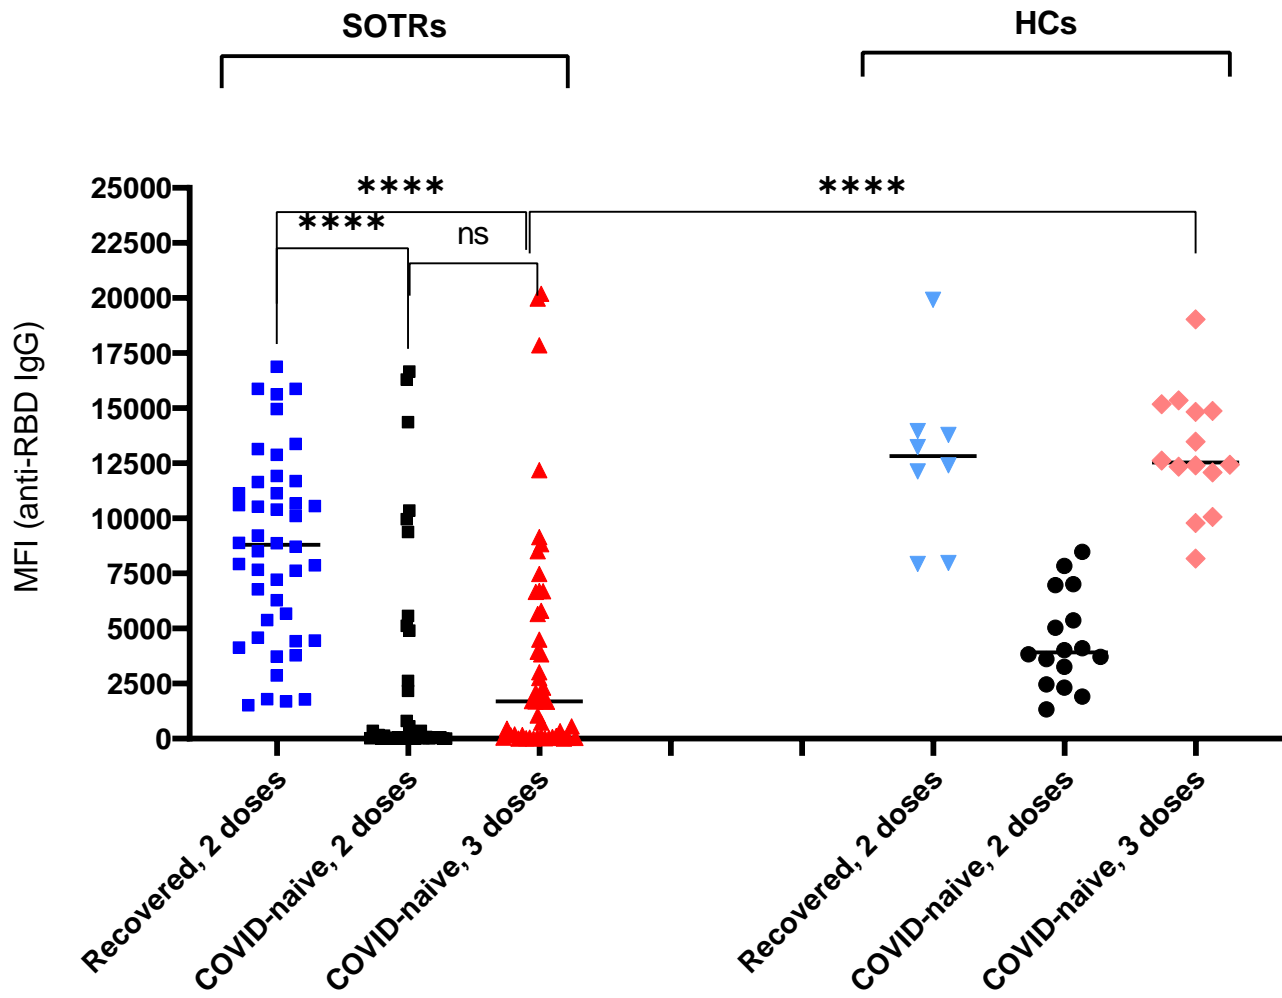 SOTRs
HCs
MFI (anti-RBD IgG)
25000
22500
20000
17500
15000
12500
10000
7500
5000
2500
0
****
****
ns
****
Recovered, 2 doses
COVID-naive, 2 doses
COVID-naive, 3 doses
Recovered, 2 doses
COVID-naive, 2 doses
COVID-naive, 3 doses